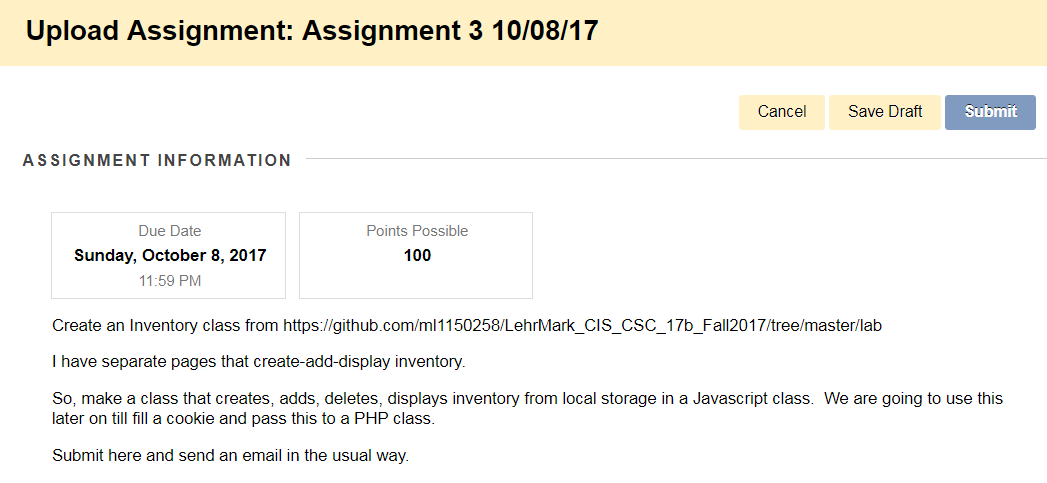 Upload Assignment: Assignment 3 10/08/17
Cancel
Save Draft
Submit
ASSIGNMENT INFORMATION
Due Date
Sunday, October 8, 2017
11:59 PM
Points Possible
100
Create an Inventory class from https://github.com/ml1150258/LehrMark_CIS_CSC_17b_Fall2017/tree/master/lab
I have separate pages that create-add-display inventory.
So, make a class that creates, adds, deletes, displays inventory from local storage in a Javascript class.  We are going to use this
later on till fill a cookie and pass this to a PHP class.
Submit here and send an email in the usual way.